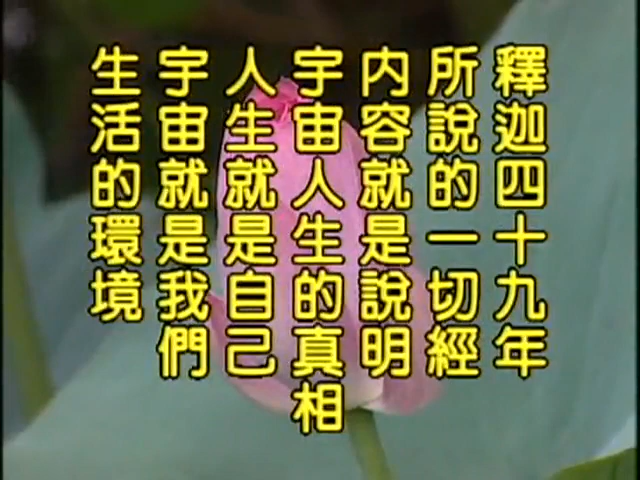 釋迦四十九年
所說的一切經
內容就是說明
宇宙人生的真相
人生就是自己
宇宙就是我們
生活的環境